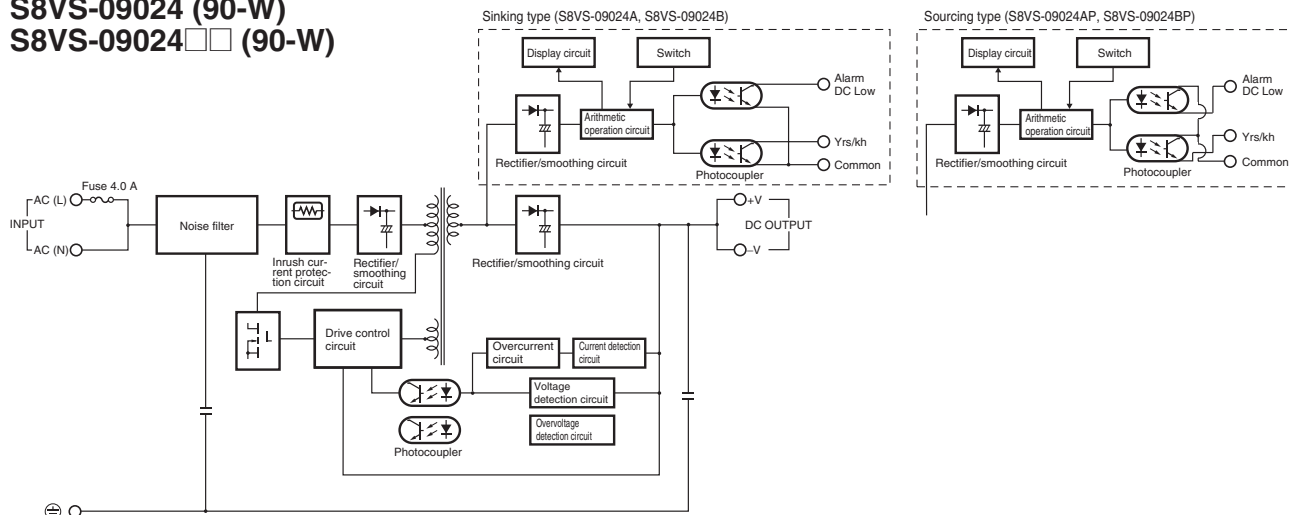 S8VS-09024 (90-W)
S8VS-09024□□ (90-W)
Sinking type (S8VS-09024A, S8VS-09024B)
Display circuit
Switch
Arithmetic
operation circuit
Rectifier/smoothing circuit
Photocoupler
Alarm
DC Low
Yrs/kh
Common
Sourcing type (S8VS-09024AP, S8VS-09024BP)
Display circuit
Switch
Arithmetic
operation circuit
Rectifier/smoothing circuit
Photocoupler
Alarm
DC Low
Yrs/kh
Common
Fuse 4.0 A
AC (L)
INPUT
AC (N)
Noise filter
Inrush cur-
rent protec-
tion circuit
Rectifier/
smoothing
circuit
Rectifier/smoothing circuit
+V
DC OUTPUT
–V
Drive control
circuit
Overcurrent
circuit
Current detection
circuit
Voltage
detection circuit
Overvoltage
detection circuit
Photocoupler